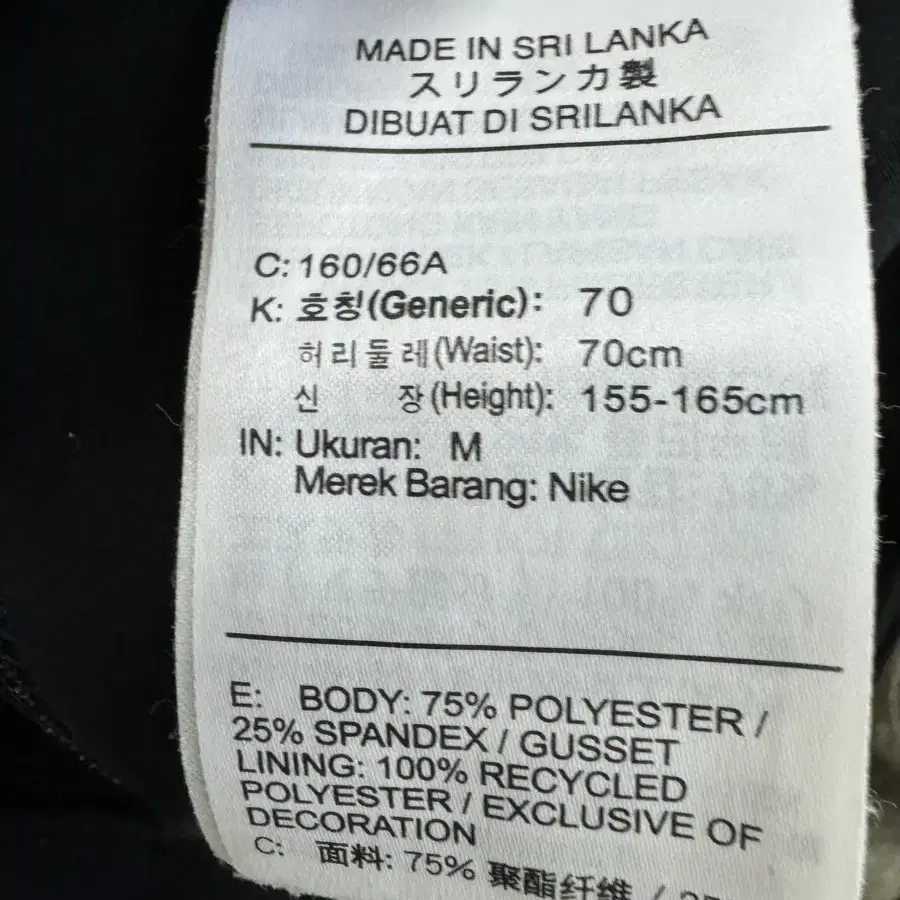 MADE IN SRI LANKA
スリランカ製
DIBUAT DI SRILANKA
C: 160/66A
K: 호칭(Generic): 70
허리둘레(Waist): 70cm
신 장(Height): 155-165cm
IN: Ukuran: M
Merek Barang: Nike
E: BODY: 75% POLYESTER /
25% SPANDEX / GUSSET
LINING: 100% RECYCLED
POLYESTER / EXCLUSIVE OF
DECORATION
C: 面料: 75% 聚酯纤维 /